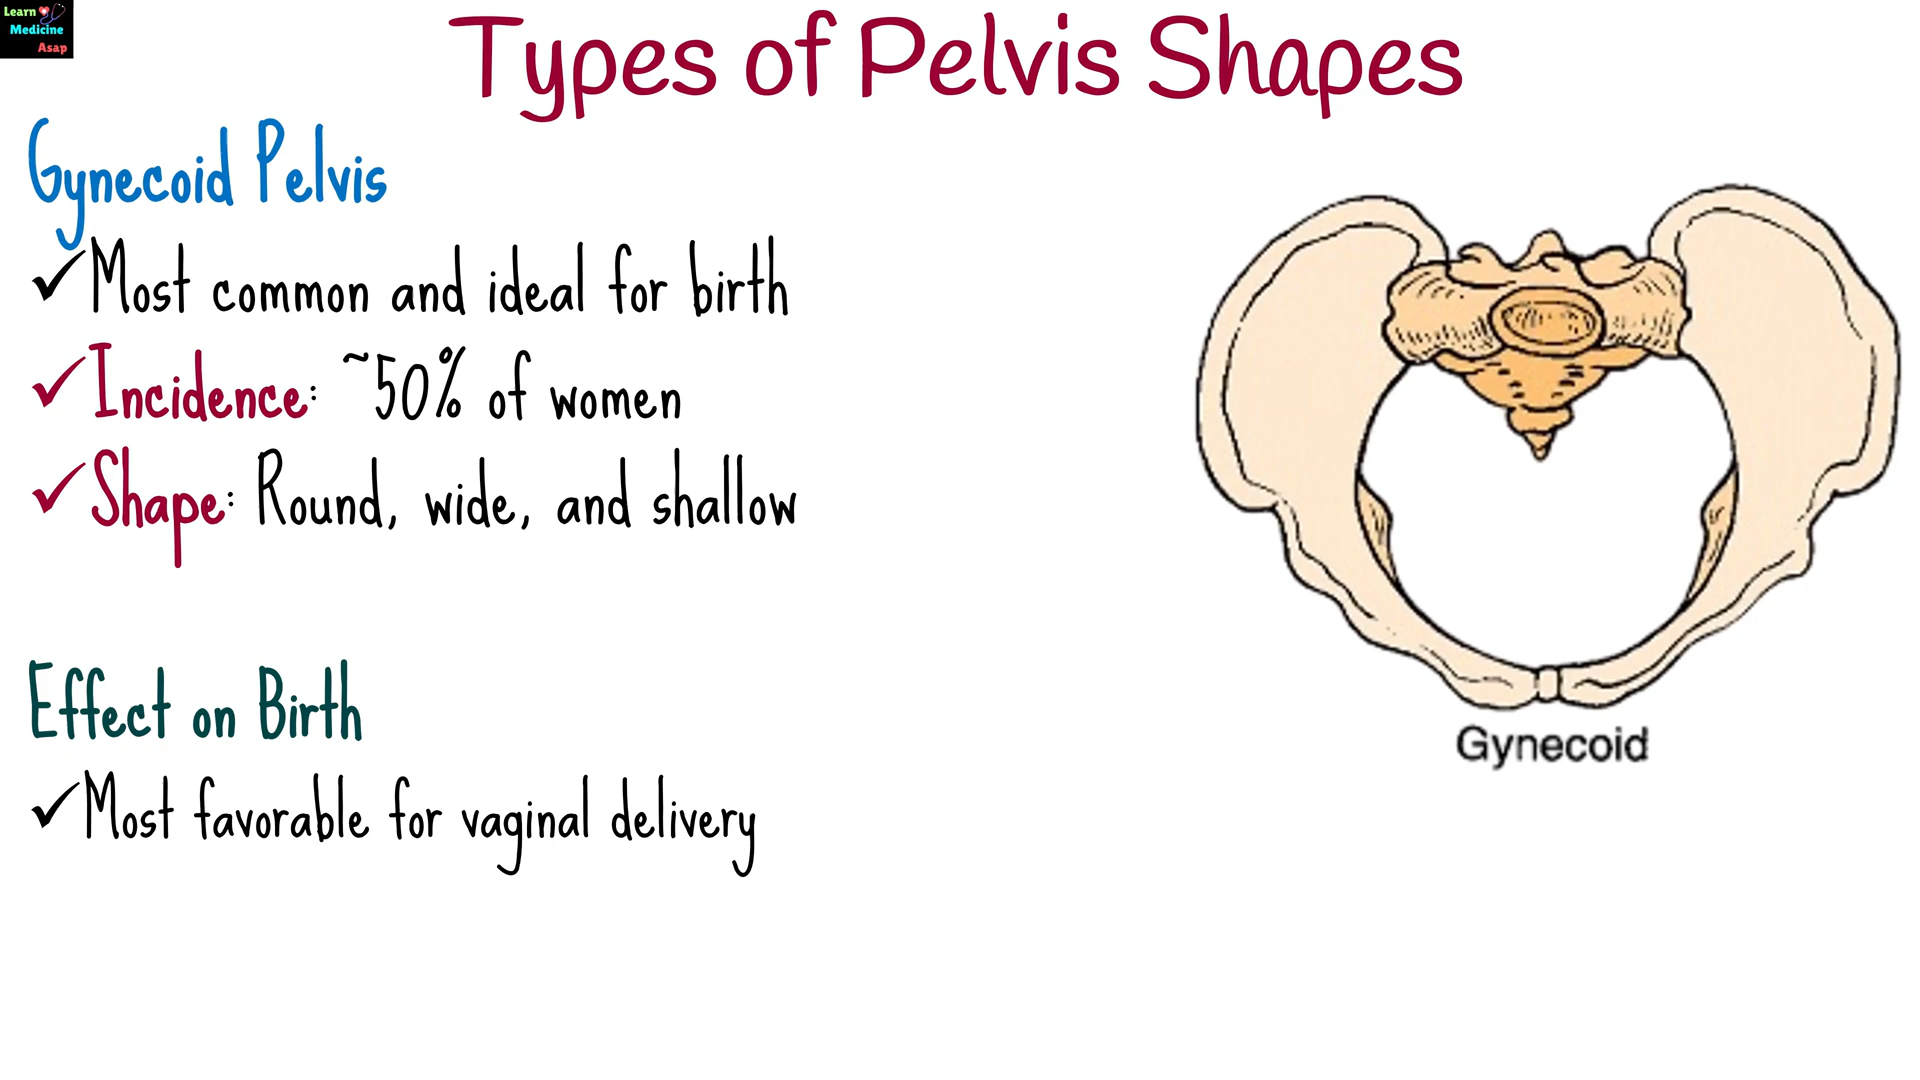 Learn
Medicine
Asap
Types of Pelvis Shapes
Gynecoid Pelvis
✓Most common and ideal for birth
✓Incidence: ~50% of women
✓Shape: Round, wide, and shallow
Effect on Birth
✓Most favorable for vaginal delivery
Gynecoid